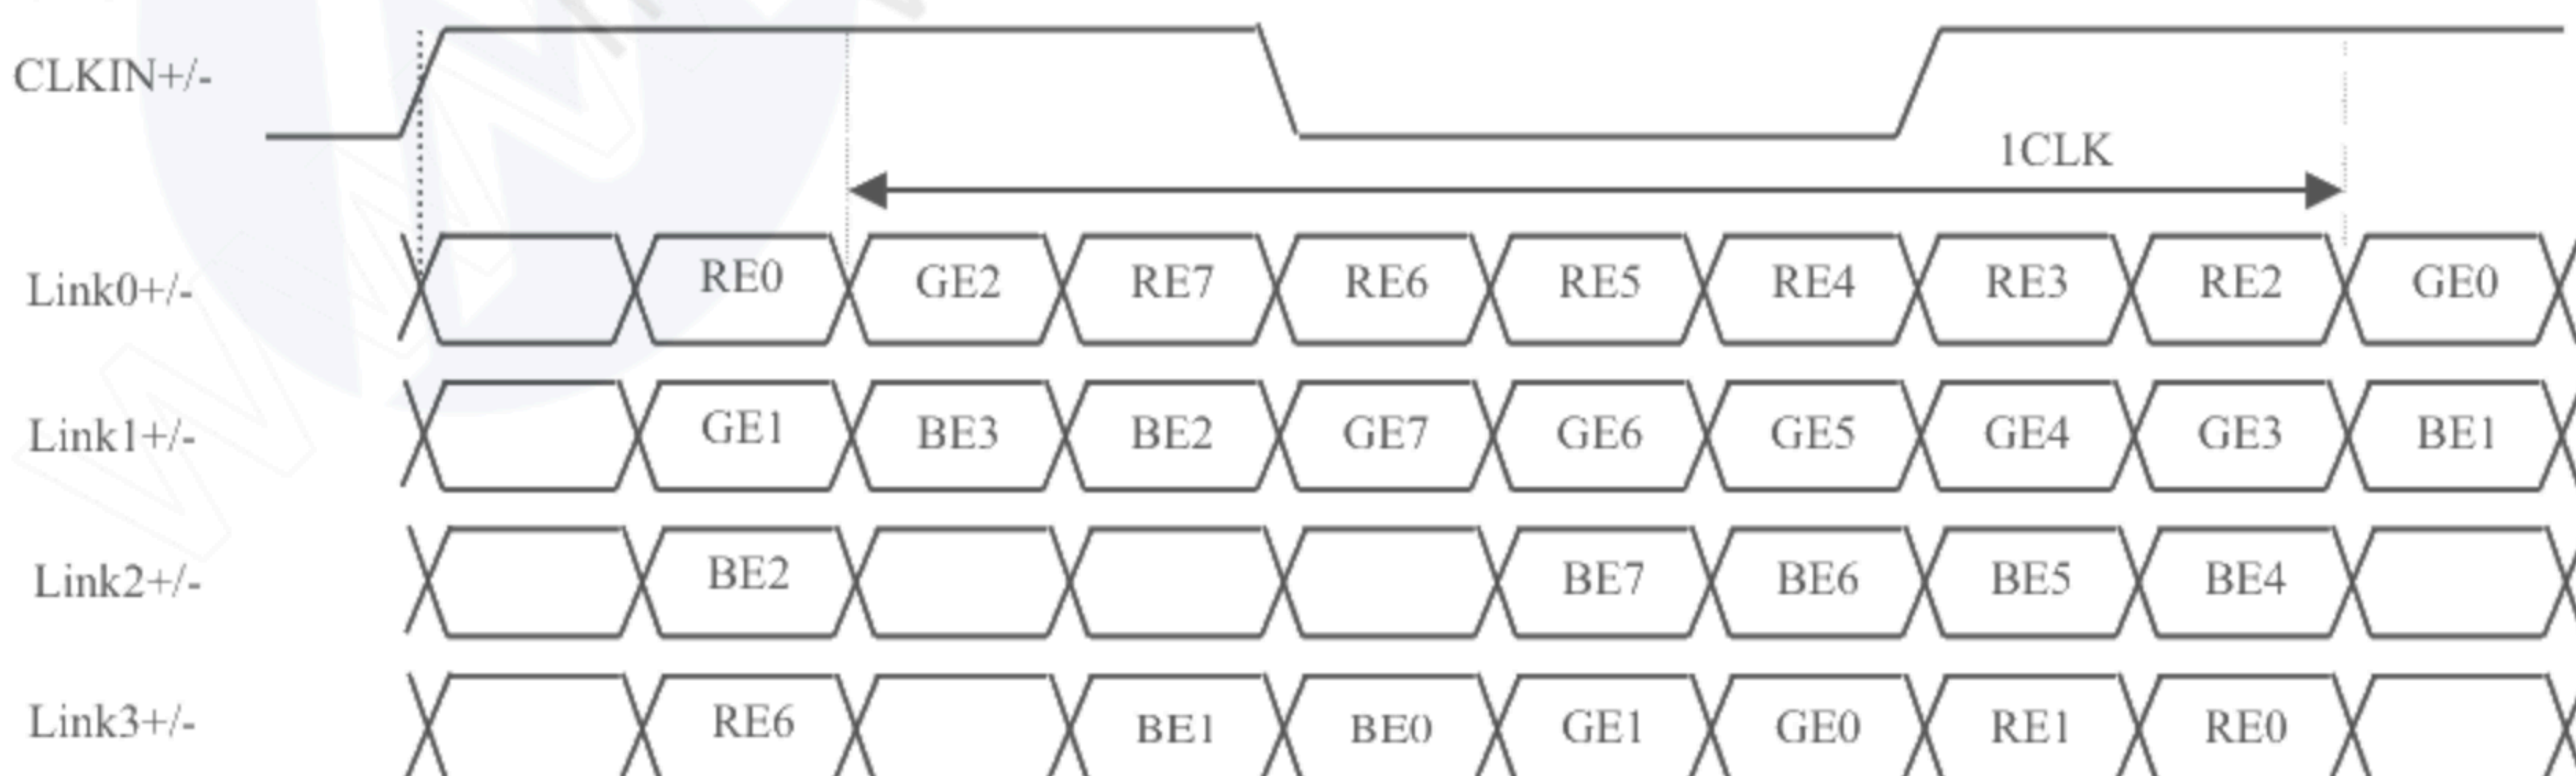 CLKIN+/-
1CLK
Link0+/- RE0 GE2 RE7 RE6 RE5 RE4 RE3 RE2 GE0
Link1+/- GE1 BE3 BE2 GE7 GE6 GE5 GE4 GE3 BE1
Link2+/- BE2 BE7 BE6 BE5 BE4
Link3+/- RE6 BE1 BE0 GE1 GE0 RE1 RE0